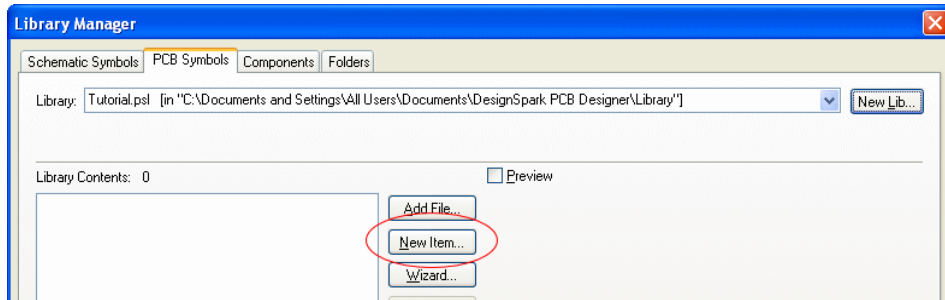 Library Manager
Schematic Symbols PCB Symbols Components Folders
Library: Tutorial.psl [in "C:\Documents and Settings\All Users\Documents\DesignSpark PCB Designer\Library"] New Lib...
Library Contents: 0 Preview
Add File...
New Item...
Wizard...